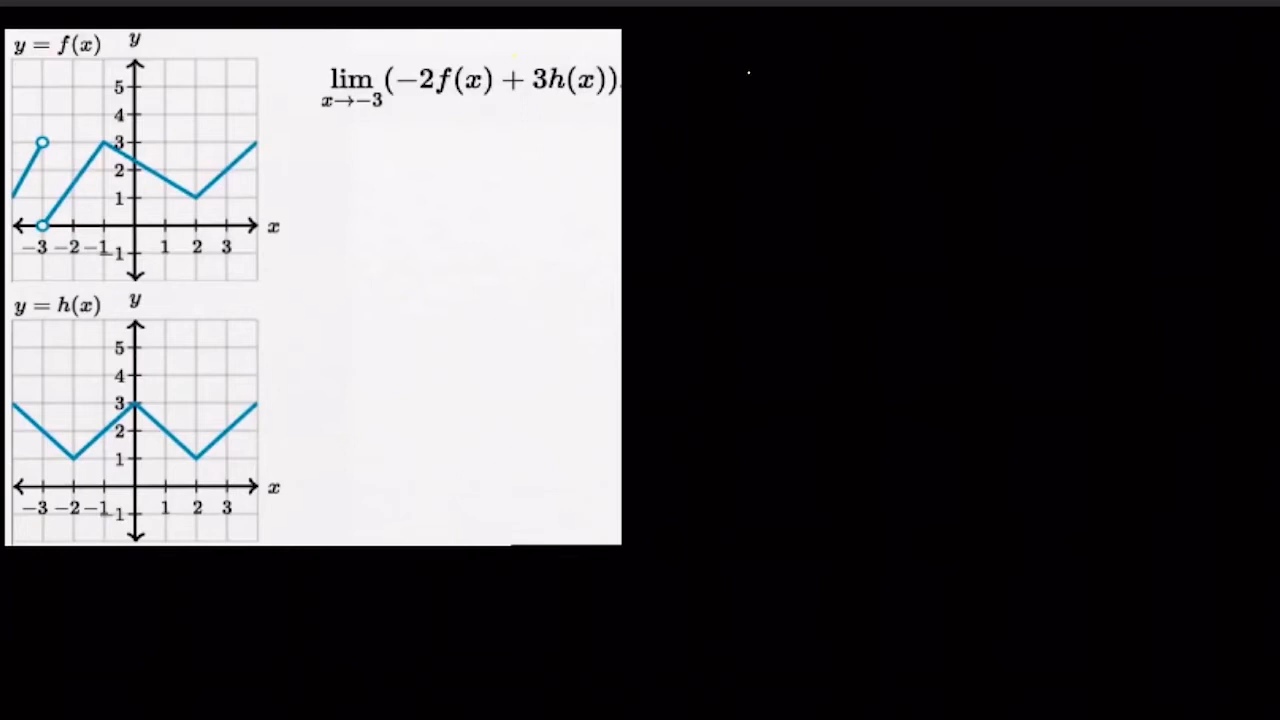 y = f(x)
y
5
4
3
2
1
x
−3 −2 −1 1 2 3
−1
lim (−2f(x) + 3h(x)).
x→−3
y = h(x)
y
5
4
3
2
1
x
−3 −2 −1 1 2 3
−1